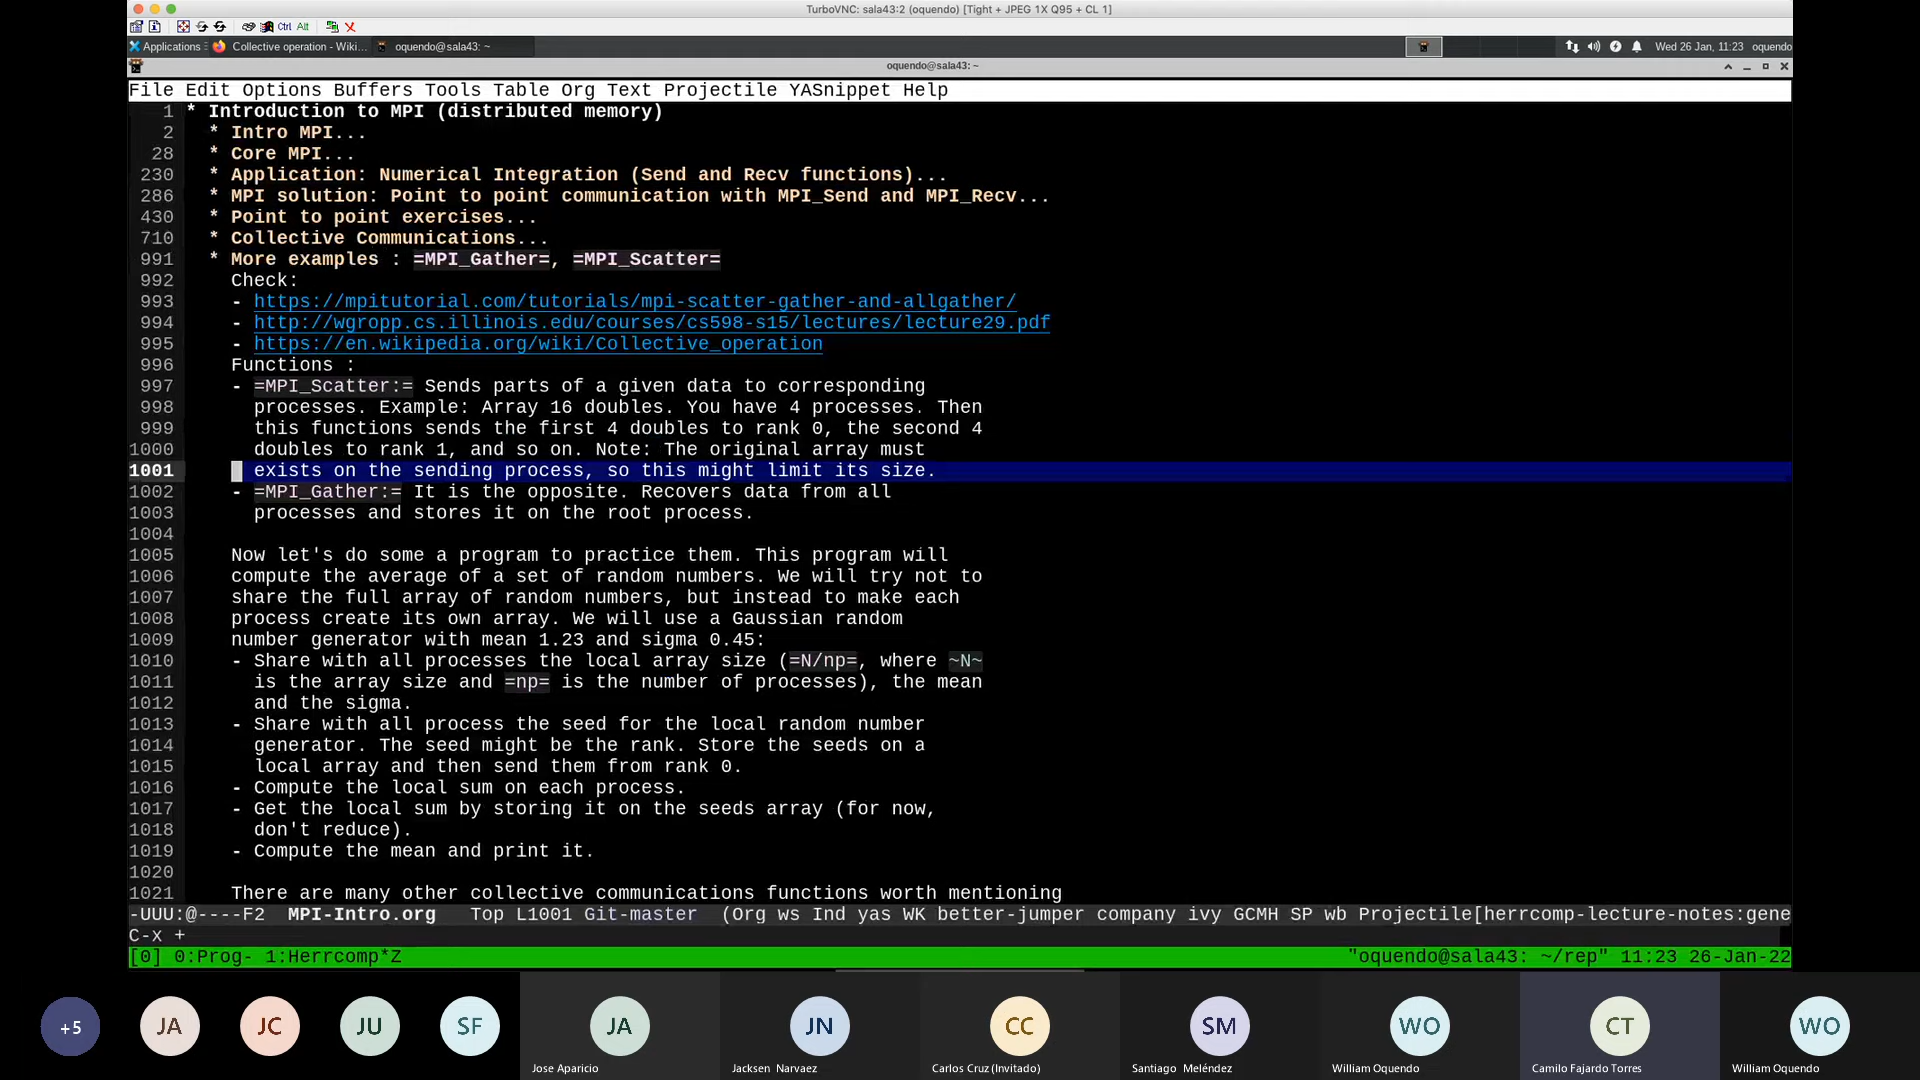 TurboVNC: sala43:2 (oquendo) [Tight + JPEG 1X Q95 + CL 1]
Ctrl Alt
Applications Collective operation - Wiki... oquendo@sala43: ~ Wed 26 Jan, 11:23 oquendo
oquendo@sala43: ~
File Edit Options Buffers Tools Table Org Text Projectile YASnippet Help
1 * Introduction to MPI (distributed memory)
2 * Intro MPI...
28 * Core MPI...
230 * Application: Numerical Integration (Send and Recv functions)...
286 * MPI solution: Point to point communication with MPI_Send and MPI_Recv...
430 * Point to point exercises...
710 * Collective Communications...
991 * More examples : =MPI_Gather=, =MPI_Scatter=
992 Check:
993 - https://mpitutorial.com/tutorials/mpi-scatter-gather-and-allgather/
994 - http://wgropp.cs.illinois.edu/courses/cs598-s15/lectures/lecture29.pdf
995 - https://en.wikipedia.org/wiki/Collective_operation
996 Functions :
997 - =MPI_Scatter:= Sends parts of a given data to corresponding
998 processes. Example: Array 16 doubles. You have 4 processes. Then
999 this functions sends the first 4 doubles to rank 0, the second 4
1000 doubles to rank 1, and so on. Note: The original array must
1001 exists on the sending process, so this might limit its size.
1002 - =MPI_Gather:= It is the opposite. Recovers data from all
1003 processes and stores it on the root process.
1004
1005 Now let's do some a program to practice them. This program will
1006 compute the average of a set of random numbers. We will try not to
1007 share the full array of random numbers, but instead to make each
1008 process create its own array. We will use a Gaussian random
1009 number generator with mean 1.23 and sigma 0.45:
1010 - Share with all processes the local array size (=N/np=, where ~N~
1011 is the array size and =np= is the number of processes), the mean
1012 and the sigma.
1013 - Share with all process the seed for the local random number
1014 generator. The seed might be the rank. Store the seeds on a
1015 local array and then send them from rank 0.
1016 - Compute the local sum on each process.
1017 - Get the local sum by storing it on the seeds array (for now,
1018 don't reduce).
1019 - Compute the mean and print it.
1020
1021 There are many other collective communications functions worth mentioning
-UUU:@----F2 MPI-Intro.org Top L1001 Git-master (Org ws Ind yas WK better-jumper company ivy GCMH SP wb Projectile[herrcomp-lecture-notes:gene
C-x +
[0] 0:Prog- 1:Herrcomp*Z "oquendo@sala43: ~/rep" 11:23 26-Jan-22
+5 JA JC JU SF JA JN CC SM WO CT WO
Jose Aparicio Jacksen Narvaez Carlos Cruz (Invitado) Santiago Meléndez William Oquendo Camilo Fajardo Torres William Oquendo